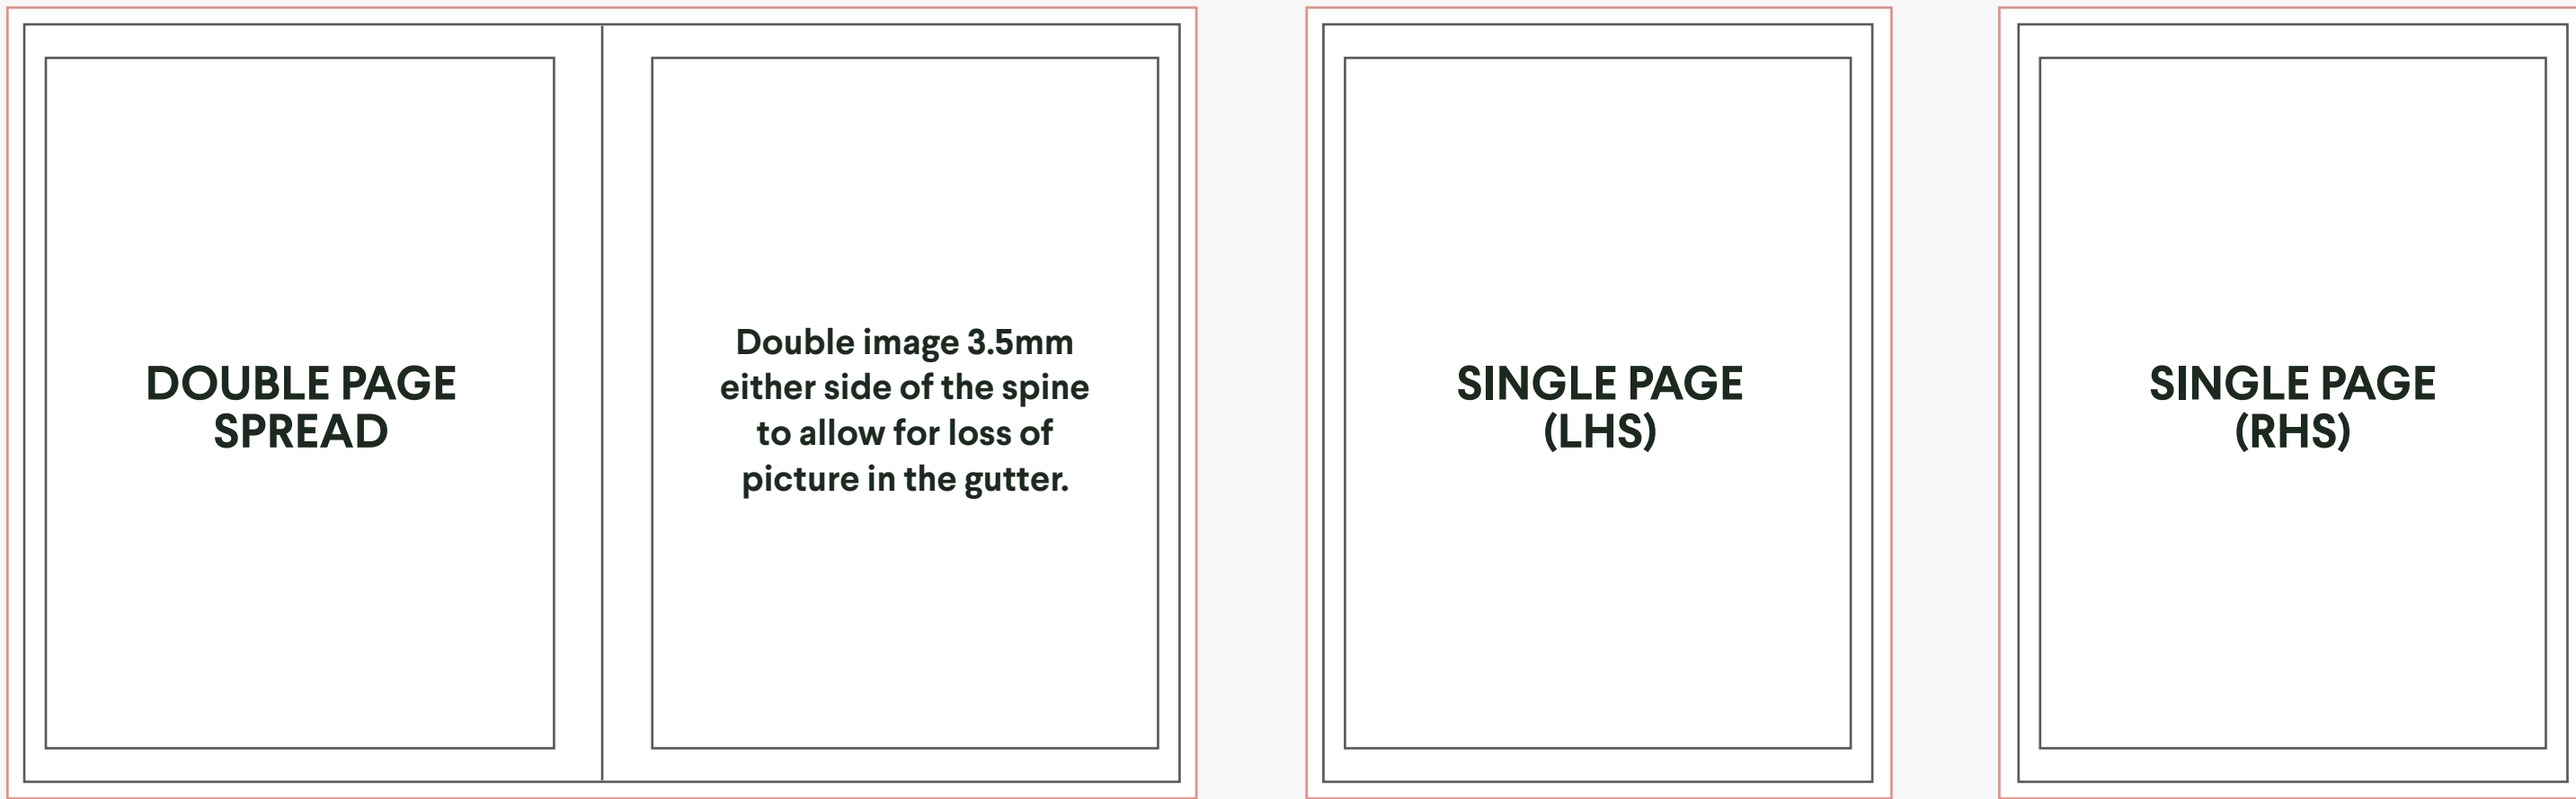 DOUBLE PAGE
SPREAD
Double image 3.5mm
either side of the spine
to allow for loss of
picture in the gutter.
SINGLE PAGE
(LHS)
SINGLE PAGE
(RHS)